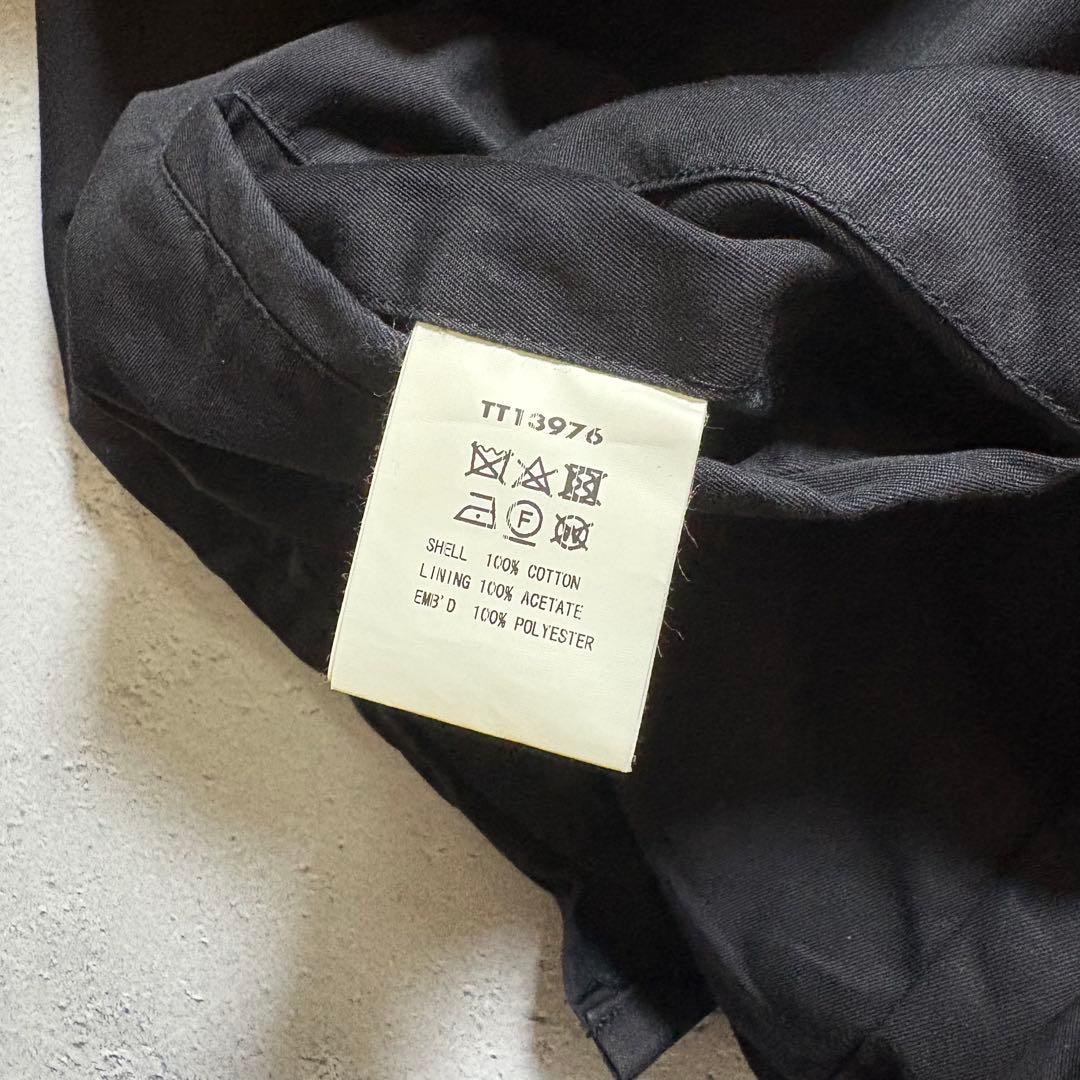 TT13976
F
W
SHELL 100% COTTON
LINING 100% ACETATE
EMB'D 100% POLYESTER